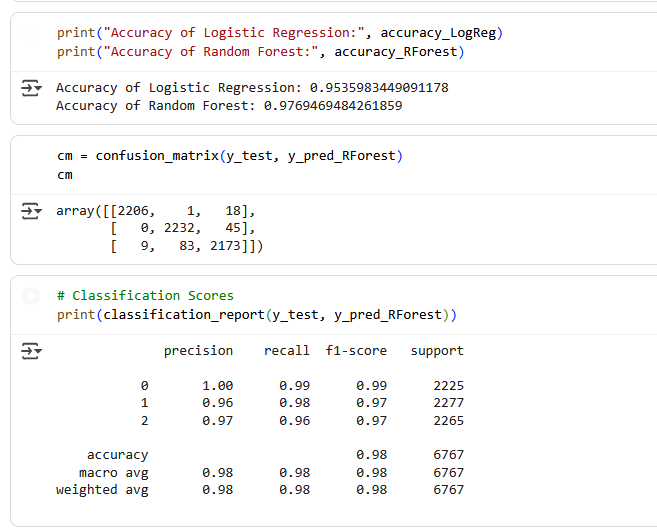 print("Accuracy of Logistic Regression:", accuracy_LogReg)
print("Accuracy of Random Forest:", accuracy_RForest)
Accuracy of Logistic Regression: 0.9535983449091178
Accuracy of Random Forest: 0.9769469484261859
cm = confusion_matrix(y_test, y_pred_RForest)
cm
array([[2206,    1,   18],
       [   0, 2232,   45],
       [   9,   83, 2173]])
# Classification Scores
print(classification_report(y_test, y_pred_RForest))
              precision    recall  f1-score   support
           0       1.00      0.99      0.99      2225
           1       0.96      0.98      0.97      2277
           2       0.97      0.96      0.97      2265
    accuracy                           0.98      6767
   macro avg       0.98      0.98      0.98      6767
weighted avg       0.98      0.98      0.98      6767